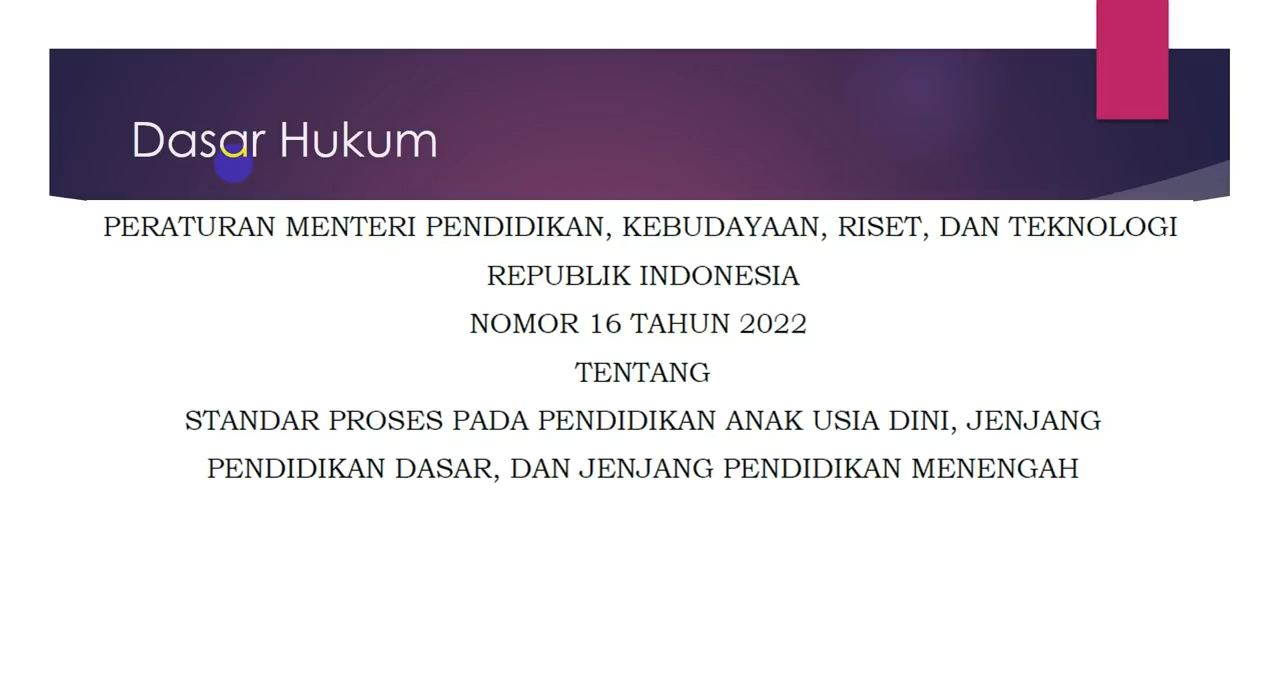 Dasar Hukum
PERATURAN MENTERI PENDIDIKAN, KEBUDAYAAN, RISET, DAN TEKNOLOGI
REPUBLIK INDONESIA
NOMOR 16 TAHUN 2022
TENTANG
STANDAR PROSES PADA PENDIDIKAN ANAK USIA DINI, JENJANG
PENDIDIKAN DASAR, DAN JENJANG PENDIDIKAN MENENGAH